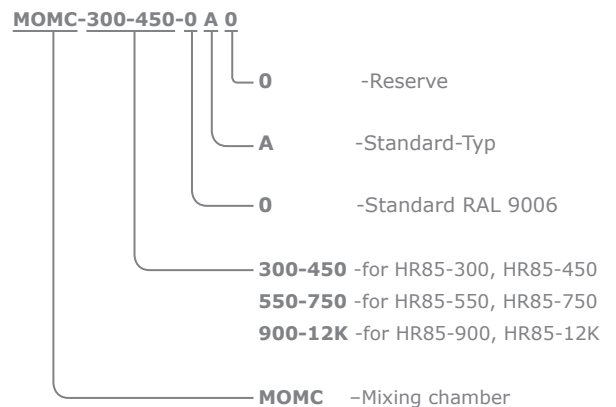 MOMC-300-450-0 A 0
0 -Reserve
A -Standard-Typ
0 -Standard RAL 9006
300-450 -for HR85-300, HR85-450
550-750 -for HR85-550, HR85-750
900-12K -for HR85-900, HR85-12K
MOMC –Mixing chamber